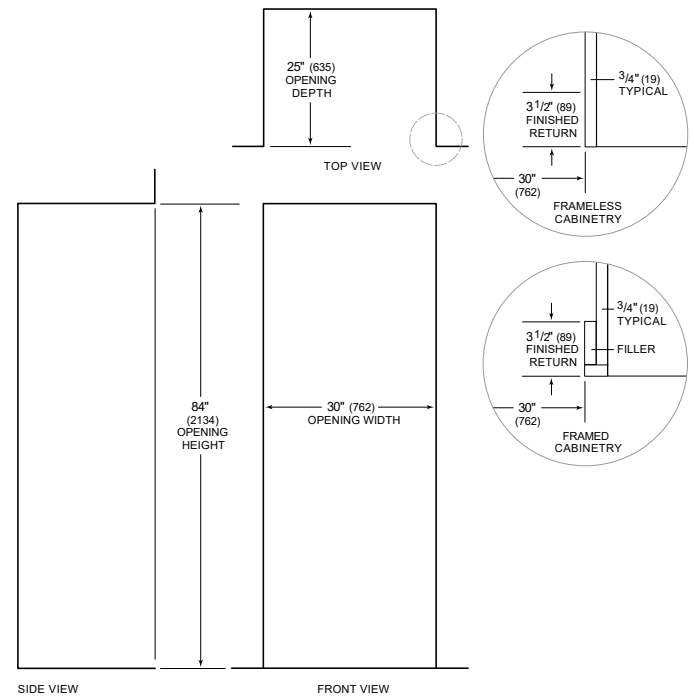 25" (635)
OPENING
DEPTH
TOP VIEW
3/4" (19)
TYPICAL
3 1/2" (89)
FINISHED
RETURN
30"
(762)
FRAMELESS
CABINETRY
3/4" (19)
TYPICAL
3 1/2" (89)
FINISHED
RETURN
FILLER
30"
(762)
FRAMED
CABINETRY
84"
(2134)
OPENING
HEIGHT
30" (762)
OPENING WIDTH
SIDE VIEW
FRONT VIEW